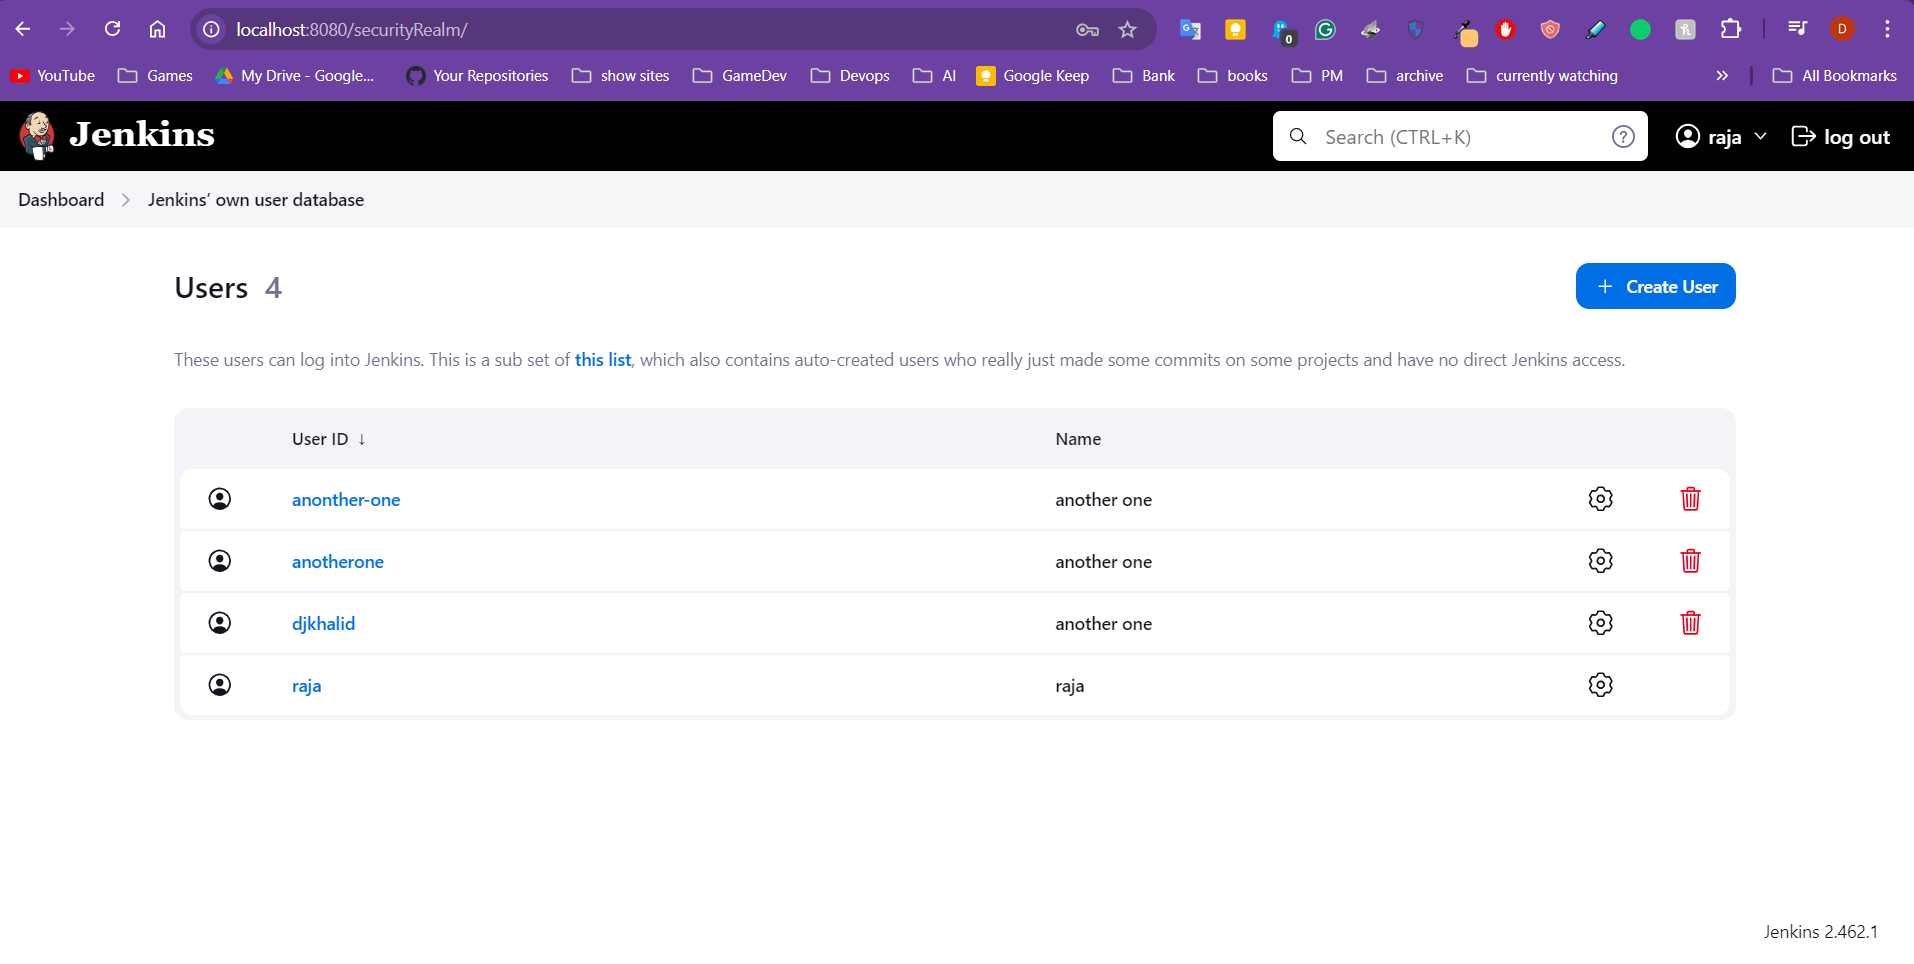 localhost:8080/securityRealm/
0
D
YouTube Games My Drive - Google... Your Repositories show sites GameDev Devops AI Google Keep Bank books PM archive currently watching » All Bookmarks
Jenkins Search (CTRL+K) ? raja log out
Dashboard Jenkins’ own user database
Users 4 + Create User
These users can log into Jenkins. This is a sub set of this list, which also contains auto-created users who really just made some commits on some projects and have no direct Jenkins access.
User ID ↓ Name
anonther-one another one
anotherone another one
djkhalid another one
raja raja
Jenkins 2.462.1